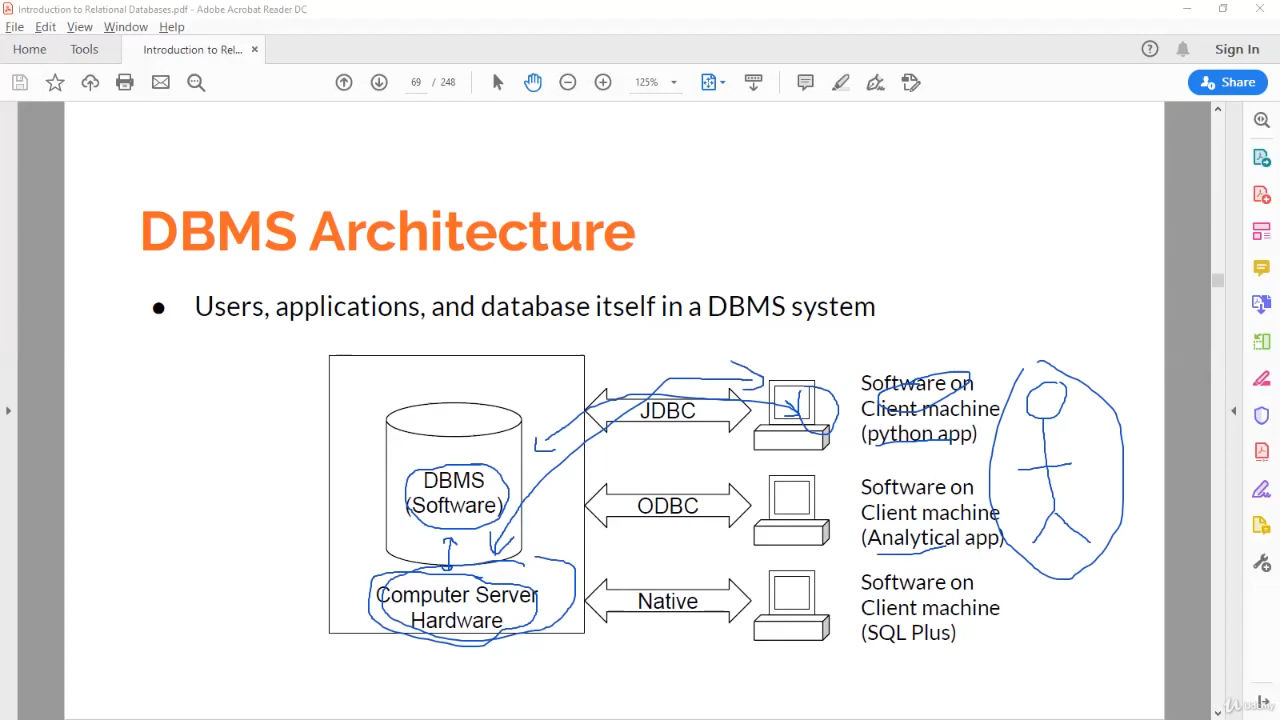 Introduction to Relational Databases.pdf - Adobe Acrobat Reader DC
File Edit View Window Help
Home Tools Introduction to Rel... × Sign In
69 / 248 125% Share
DBMS Architecture
● Users, applications, and database itself in a DBMS system
DBMS
(Software)
Computer Server
Hardware
JDBC
Software on
Client machine
(python app)
ODBC
Software on
Client machine
(Analytical app)
Native
Software on
Client machine
(SQL Plus)
Udemy